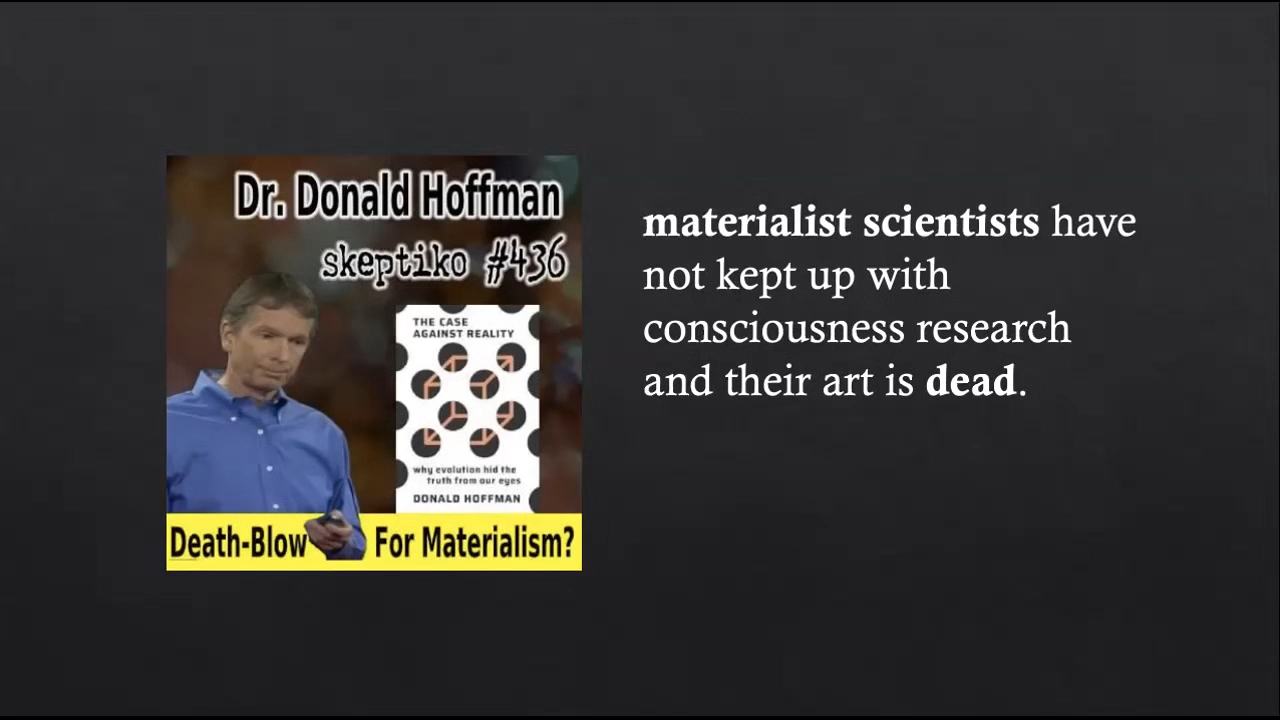 Dr. Donald Hoffman
skeptiko #436
THE CASE
AGAINST REALITY
why evolution hid the
truth from our eyes
DONALD HOFFMAN
Death-Blow For Materialism?
materialist scientists have
not kept up with
consciousness research
and their art is dead.